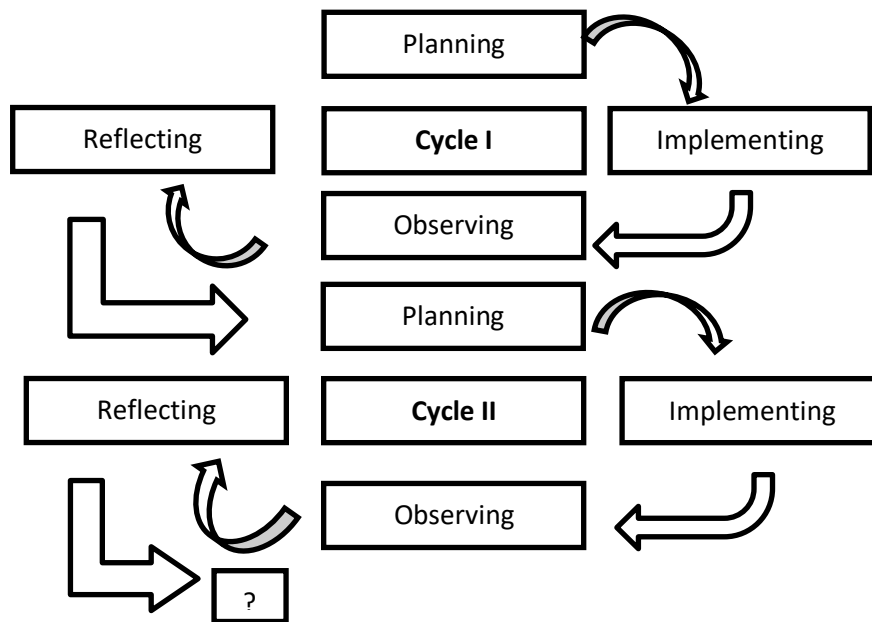 Planning
Reflecting
Cycle I
Implementing
Observing
Planning
Reflecting
Cycle II
Implementing
Observing
?